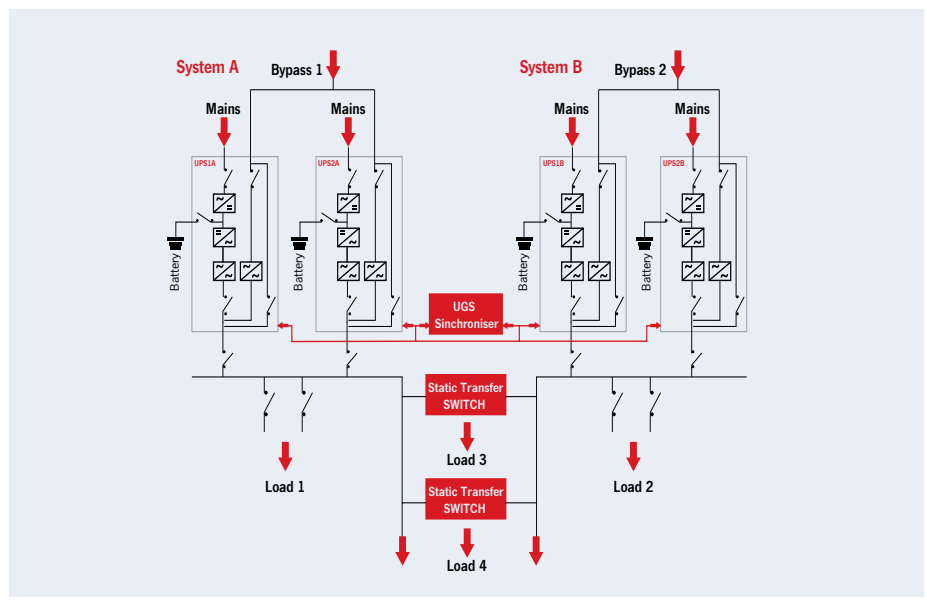 System A
Bypass 1
System B
Bypass 2
Mains
Mains
Mains
Mains
UPS1A
UPS2A
UPS1B
UPS2B
Battery
Battery
Battery
Battery
UGS
Sinchroniser
Static Transfer
SWITCH
Load 3
Load 1
Load 2
Static Transfer
SWITCH
Load 4